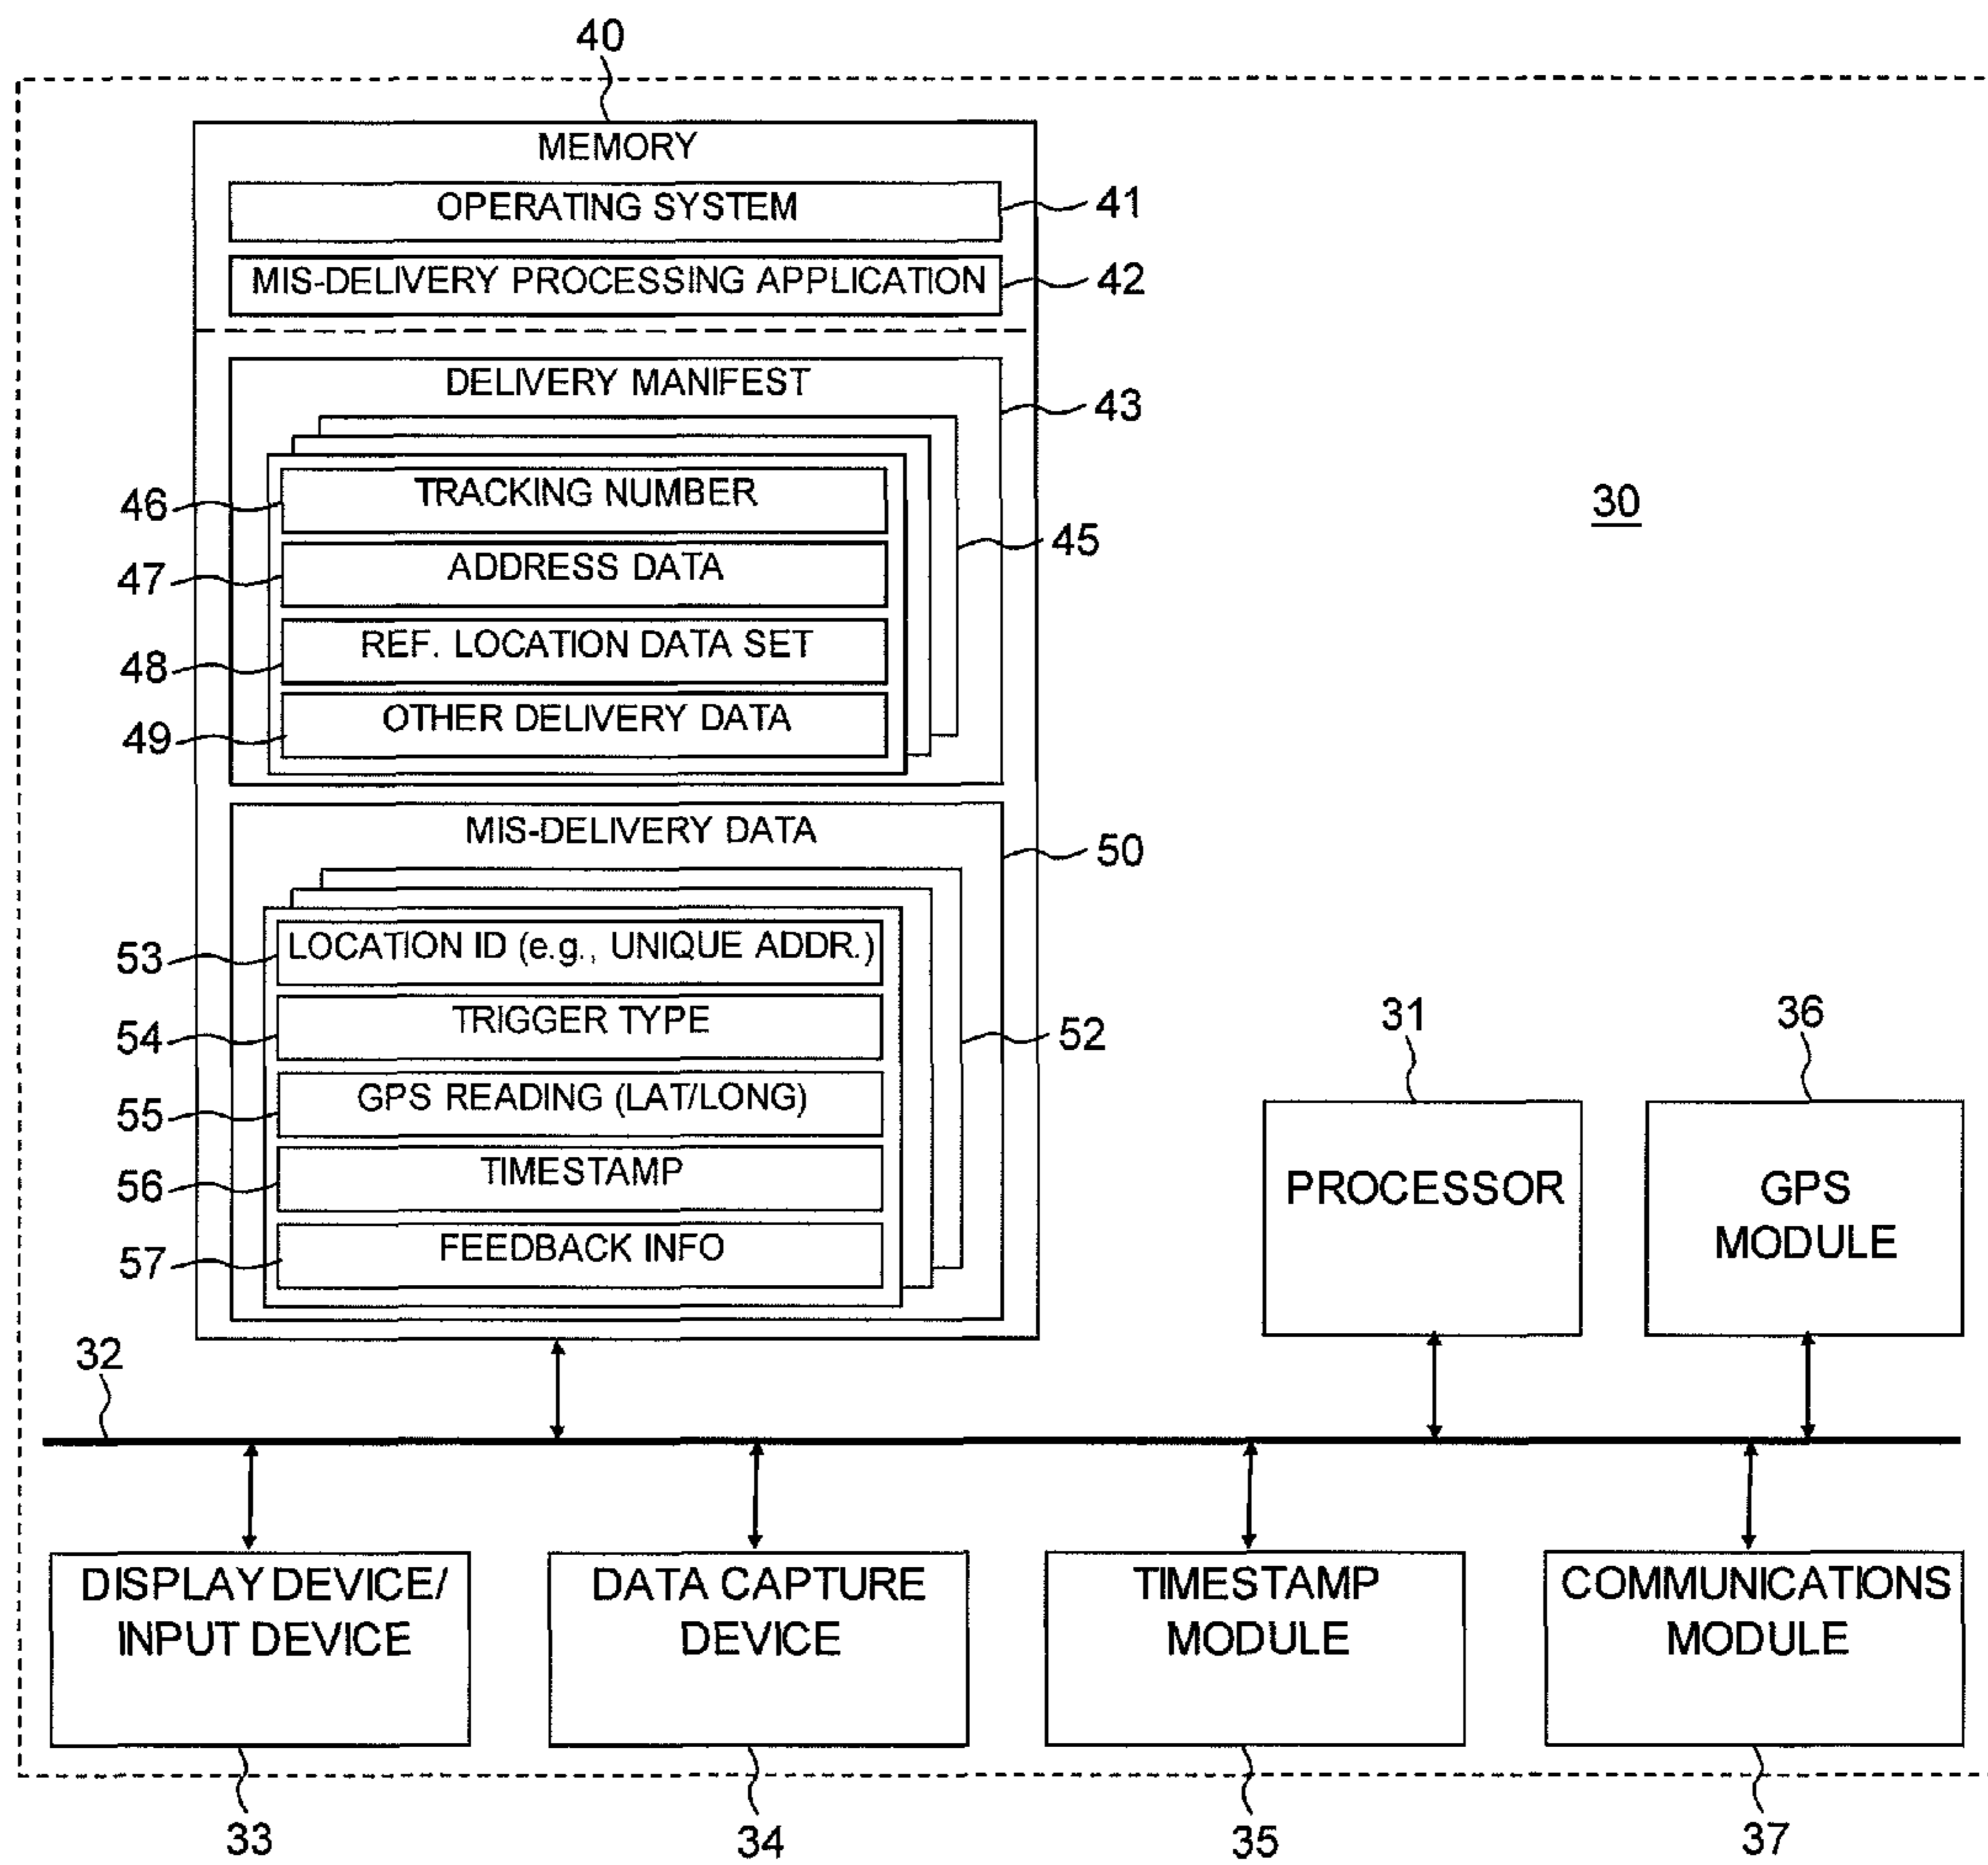 40
MEMORY
OPERATING SYSTEM
41
MIS-DELIVERY PROCESSING APPLICATION
42
DELIVERY MANIFEST
43
46
TRACKING NUMBER
30
45
47
ADDRESS DATA
48
REF. LOCATION DATA SET
49
OTHER DELIVERY DATA
MIS-DELIVERY DATA
50
53
LOCATION ID (e.g., UNIQUE ADDR.)
54
TRIGGER TYPE
52
31
36
55
GPS READING (LAT/LONG)
56
TIMESTAMP
PROCESSOR
GPS
MODULE
57
FEEDBACK INFO
32
DISPLAY DEVICE/
INPUT DEVICE
DATA CAPTURE
DEVICE
TIMESTAMP
MODULE
COMMUNICATIONS
MODULE
33
34
35
37